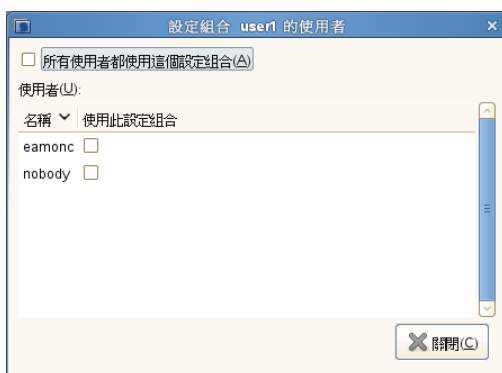 設定組合 user1 的使用者
所有使用者都使用這個設定組合(A)
使用者(U):
名稱 使用此設定組合
eamonc
nobody
關閉(C)